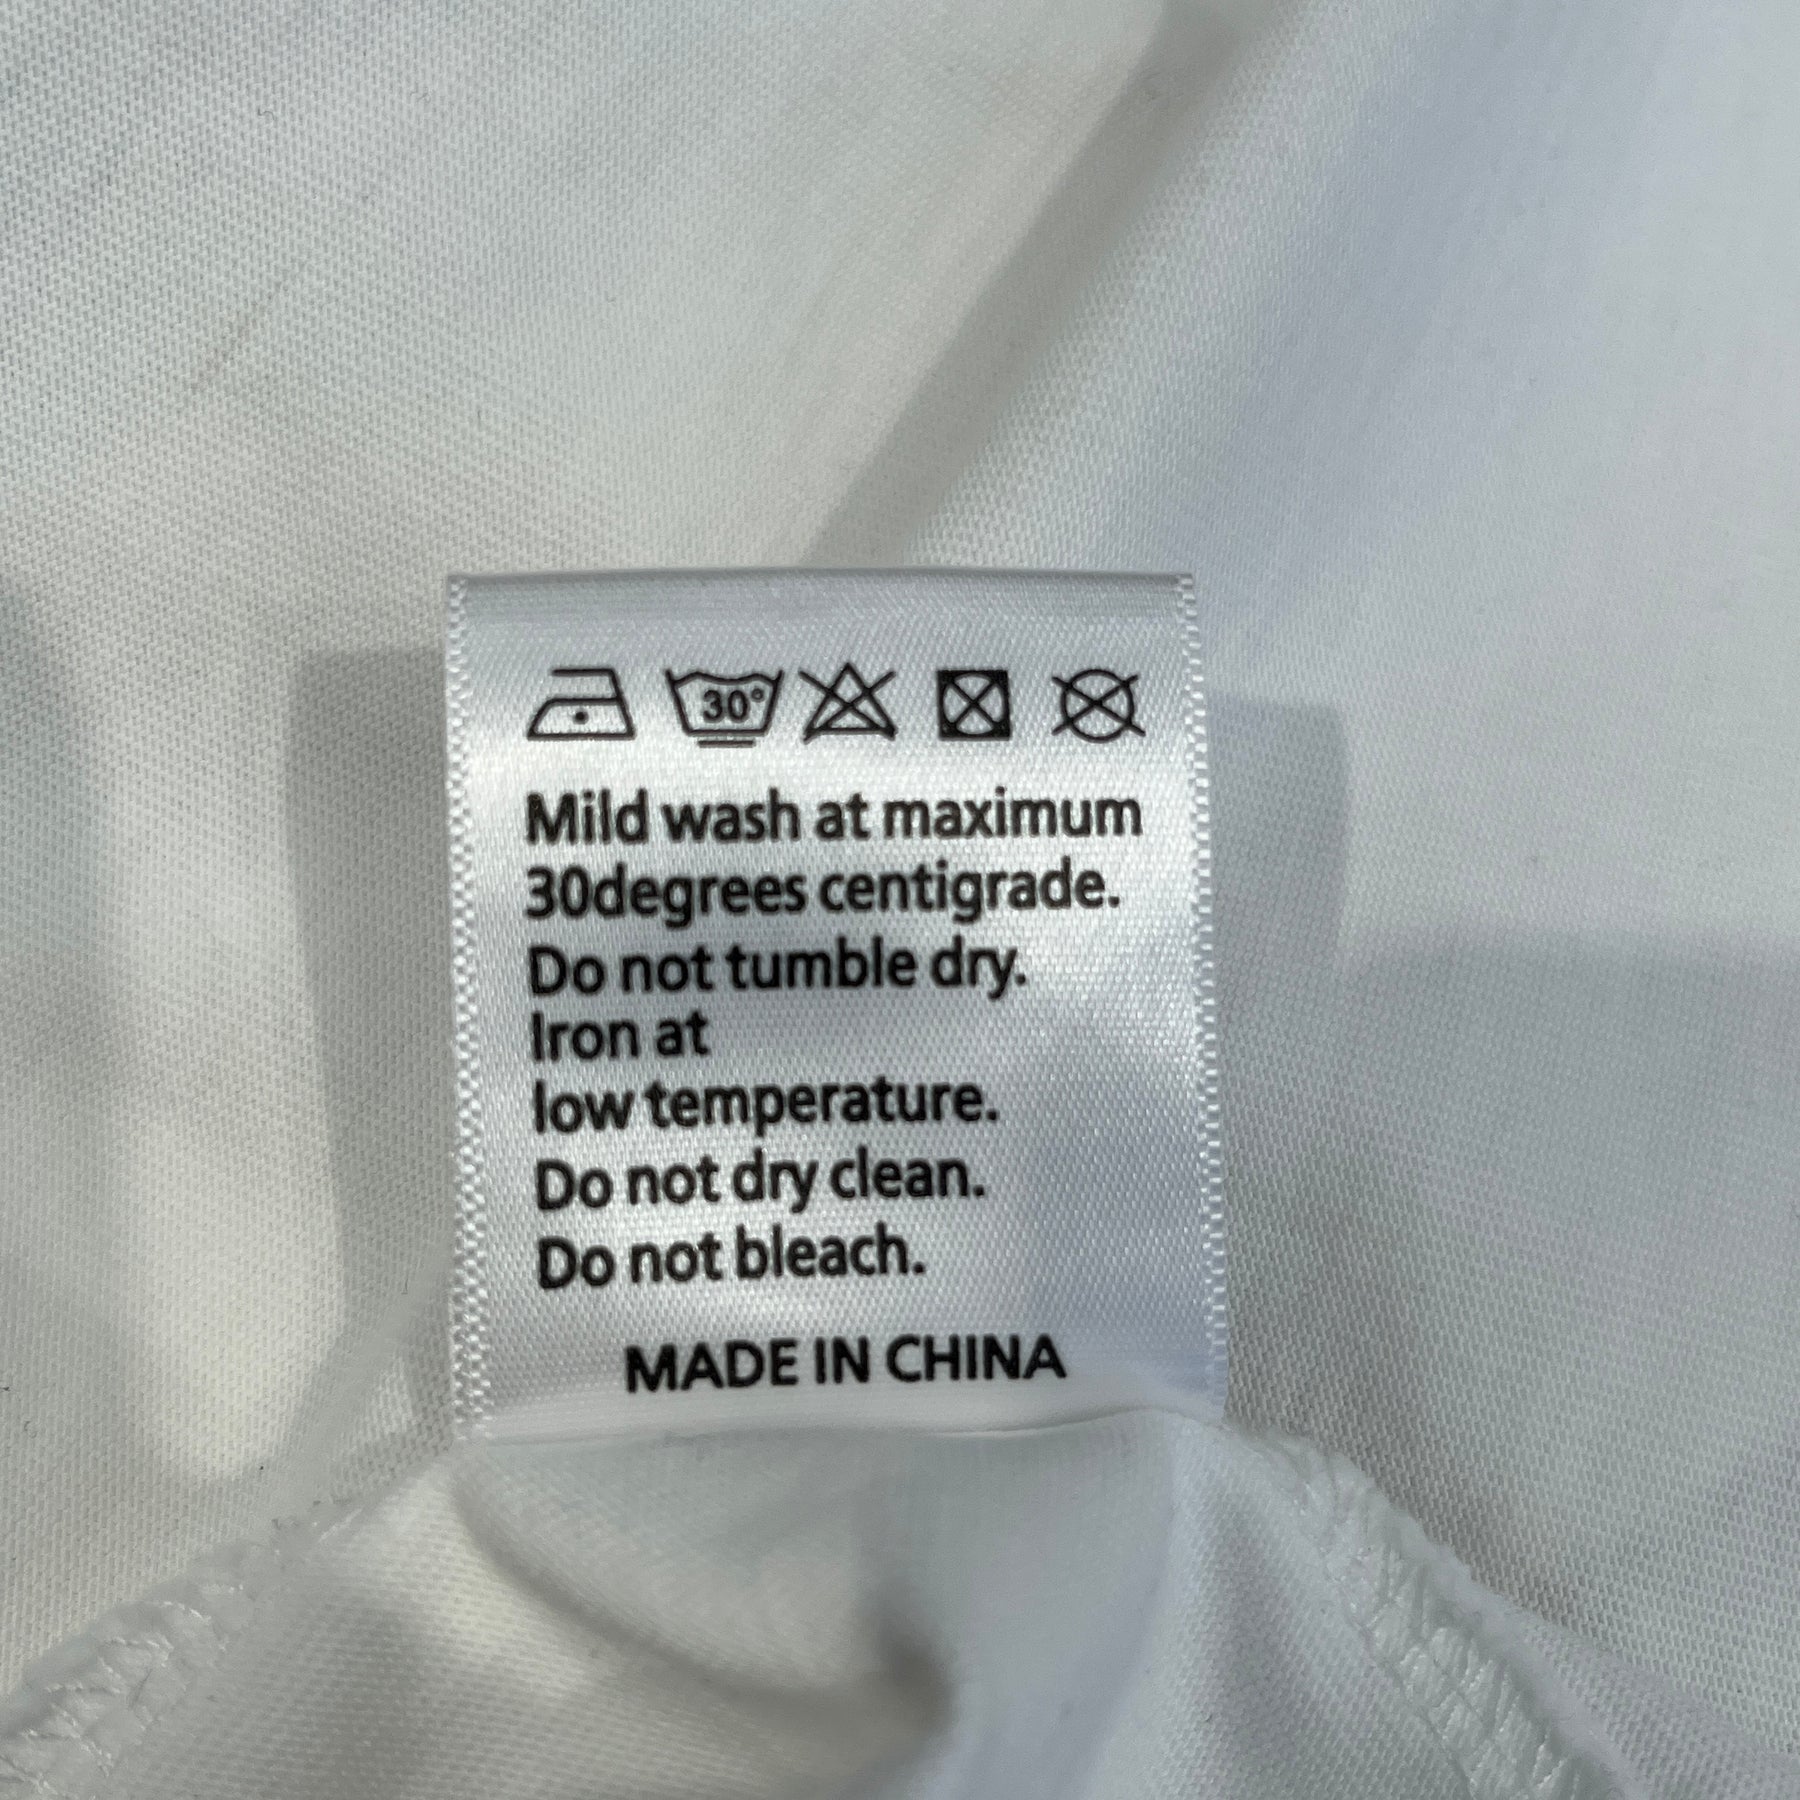 30°
Mild wash at maximum
30degrees centigrade.
Do not tumble dry.
Iron at
low temperature.
Do not dry clean.
Do not bleach.
MADE IN CHINA